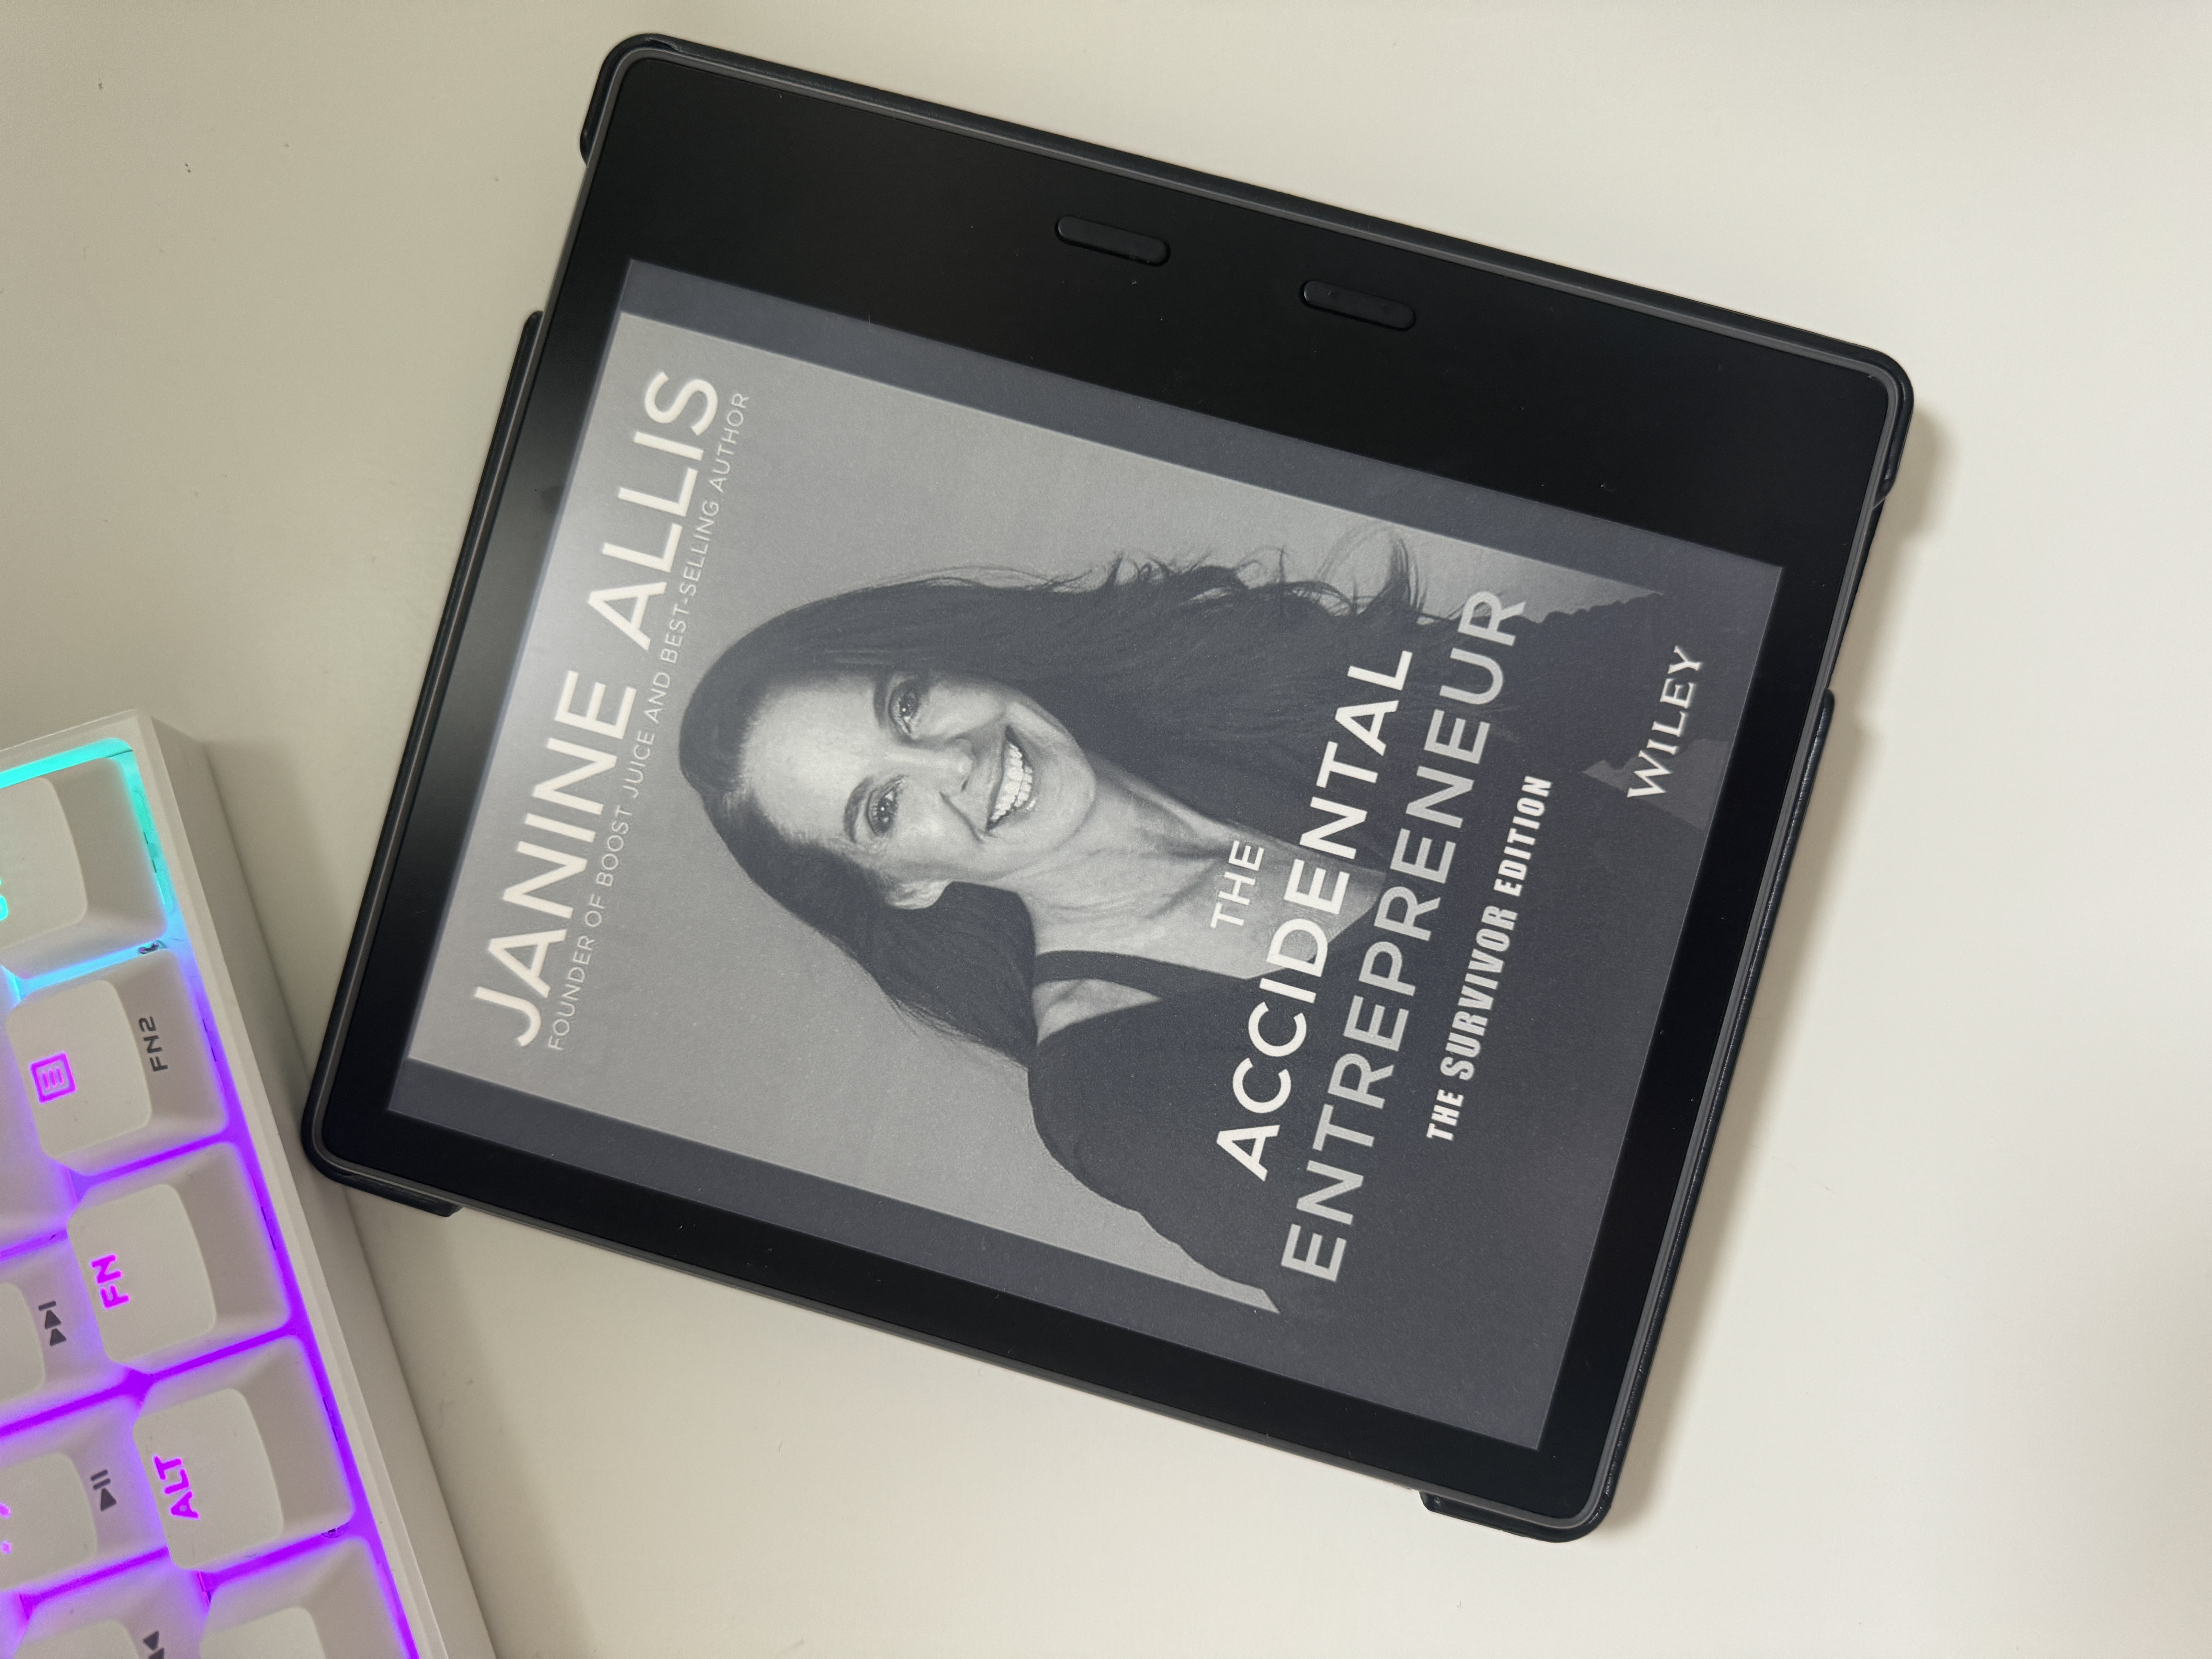 ALT
FN
FN2
JANINE ALLIS
FOUNDER OF BOOST JUICE AND BEST-SELLING AUTHOR
THE
ACCIDENTAL
ENTREPRENEUR
THE SURVIVOR EDITION
WILEY